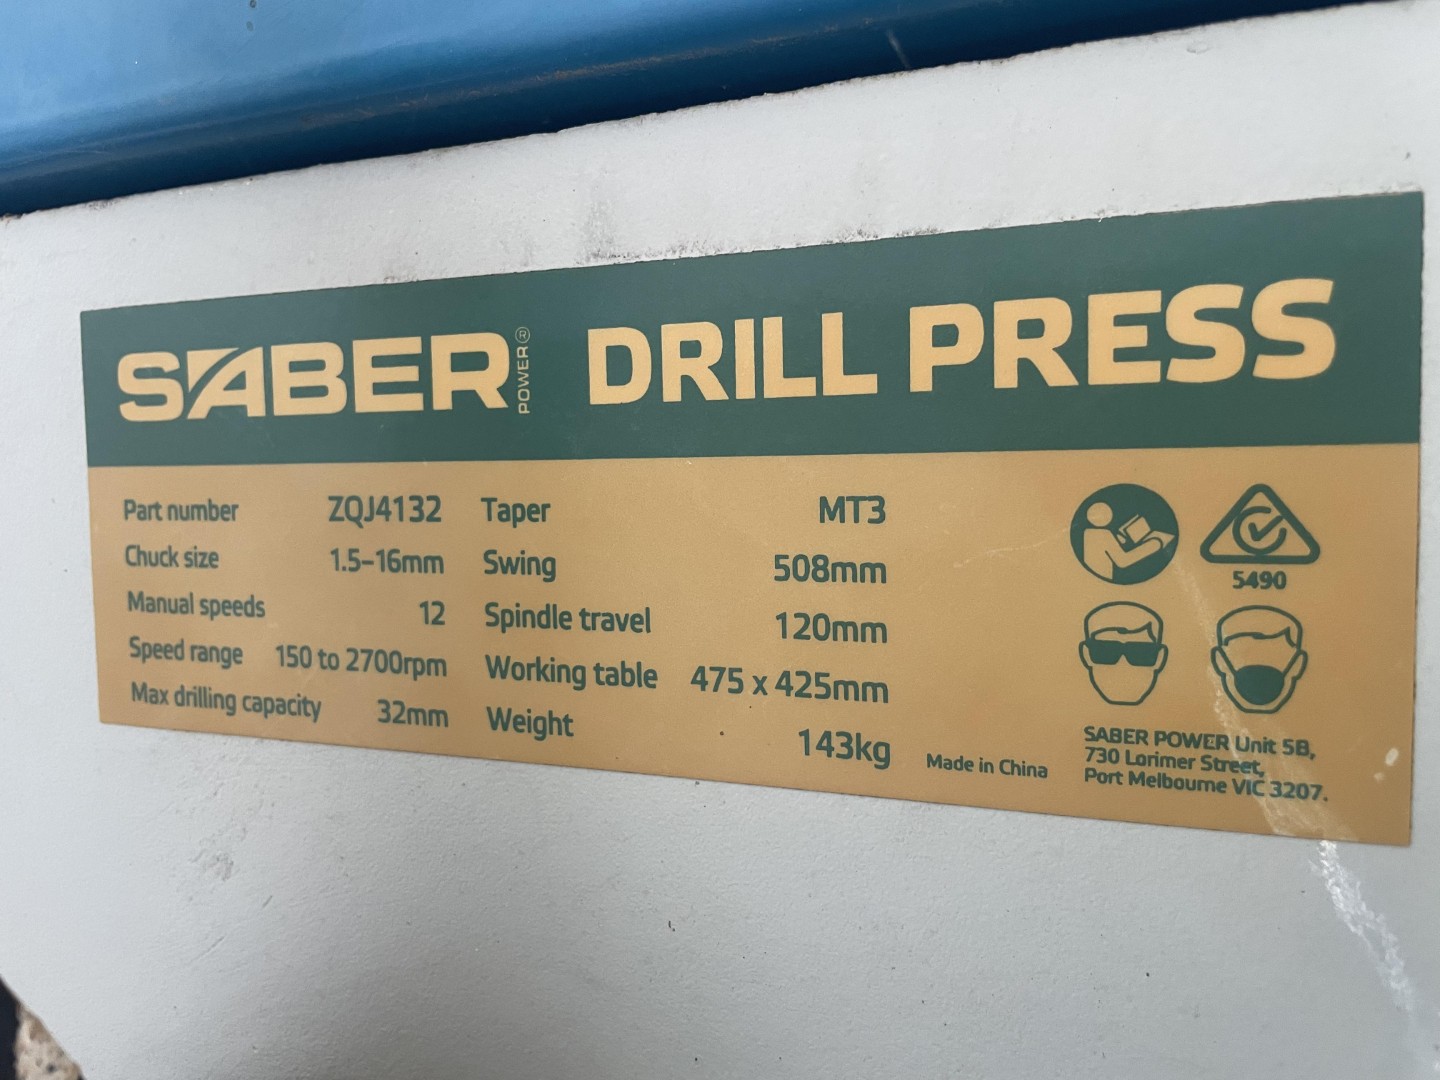 SABER POWER® DRILL PRESS
Part number ZQJ4132 Taper MT3
Chuck size 1.5–16mm Swing 508mm
Manual speeds 12 Spindle travel 120mm
Speed range 150 to 2700rpm Working table 475 x 425mm
Max drilling capacity 32mm Weight 143kg
Made in China
5490
SABER POWER Unit 5B,
730 Lorimer Street,
Port Melbourne VIC 3207.